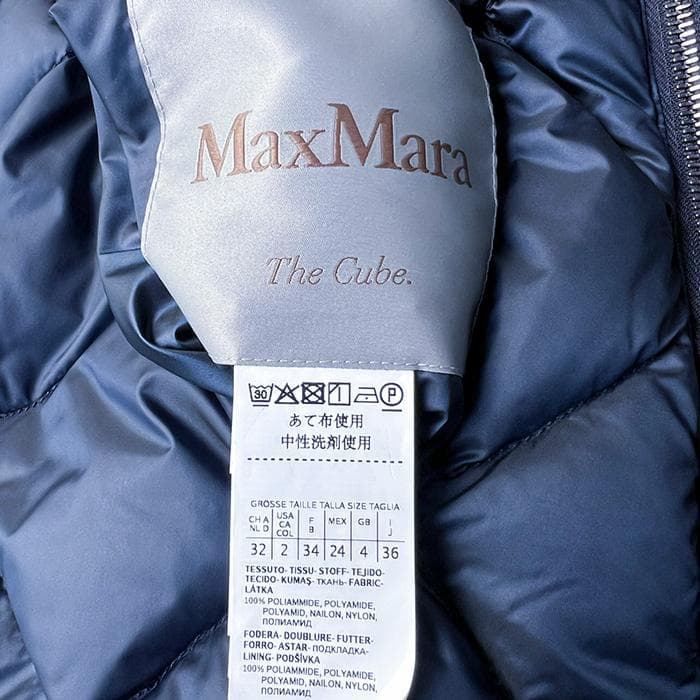 MaxMara
The Cube.
30 P
あて布使用
中性洗剤使用
GROSSE TAILLE TALLA SIZE TAGLIA
CH A NL D USA CA COL F B MEX GB I J
32 2 34 24 4 36
TESSUTO- TISSU- STOFF- TEJIDO-
TECIDO- KUMAŞ- ТКАНЬ- FABRIC-
LÁTKA
100% POLIAMMIDE, POLYAMIDE,
POLYAMID, NAILON, NYLON,
ПОЛИАМИД
FODERA- DOUBLURE- FUTTER-
FORRO- ASTAR- ПОДКЛАДКА-
LINING- PODŠÍVKA
100% POLIAMMIDE, POLYAMIDE,
POLYAMID, NAILON, NYLON,
ПОЛИАМИД